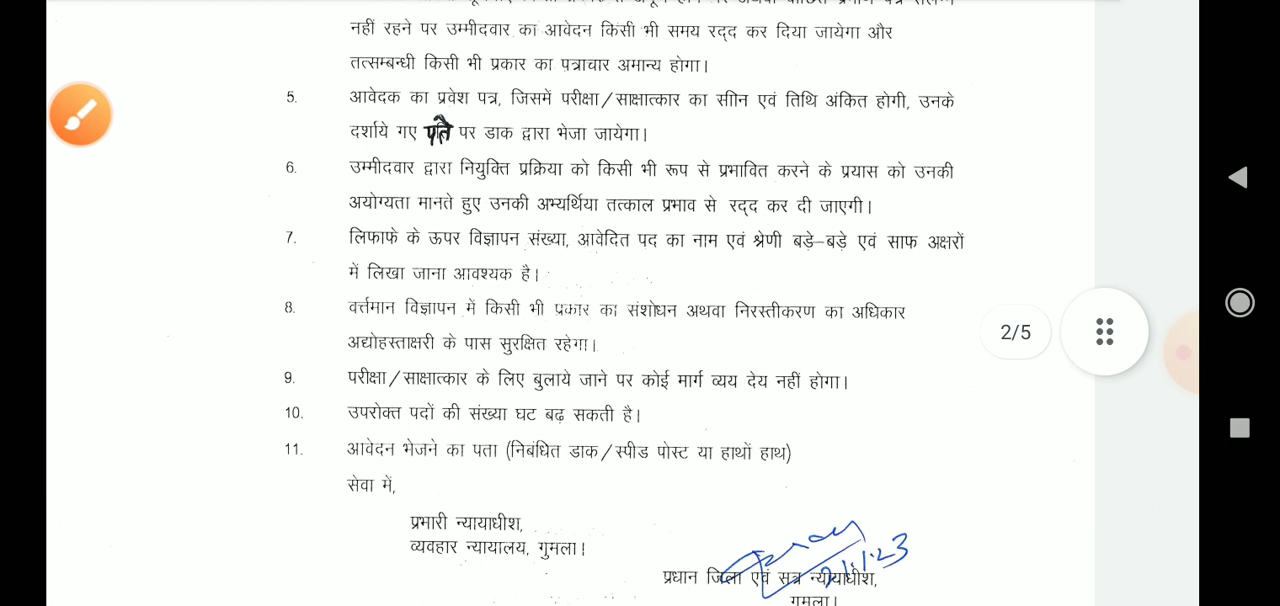 नहीं रहने पर उम्मीदवार का आवेदन किसी भी समय रद्द कर दिया जायेगा और
तत्सम्बन्धी किसी भी प्रकार का पत्राचार अमान्य होगा।
5. आवेदक का प्रवेश पत्र, जिसमें परीक्षा/साक्षात्कार का सीान एवं तिथि अंकित होगी, उनके
दर्शाये गए पते पर डाक द्वारा भेजा जायेगा।
6. उम्मीदवार द्वारा नियुक्ति प्रक्रिया को किसी भी रूप से प्रभावित करने के प्रयास को उनकी
अयोग्यता मानते हुए उनकी अभ्यर्थिया तत्काल प्रभाव से रद्द कर दी जाएगी।
7. लिफाफे के ऊपर विज्ञापन संख्या, आवेदित पद का नाम एवं श्रेणी बड़े-बड़े एवं साफ अक्षरों
में लिखा जाना आवश्यक है।
8. वर्त्तमान विज्ञापन में किसी भी प्रकार का संशोधन अथवा निरस्तीकरण का अधिकार
अद्योहस्ताक्षरी के पास सुरक्षित रहेगा।
2/5
9. परीक्षा/साक्षात्कार के लिए बुलाये जाने पर कोई मार्ग व्यय देय नहीं होगा।
10. उपरोक्त पदों की संख्या घट बढ़ सकती है।
11. आवेदन भेजने का पता (निबंधित डाक/स्पीड पोस्ट या हाथों हाथ)
सेवा में,
प्रभारी न्यायाधीश,
व्यवहार न्यायालय, गुमला।
प्रधान जिला एवं सत्र न्यायाधीश,
गुमला।